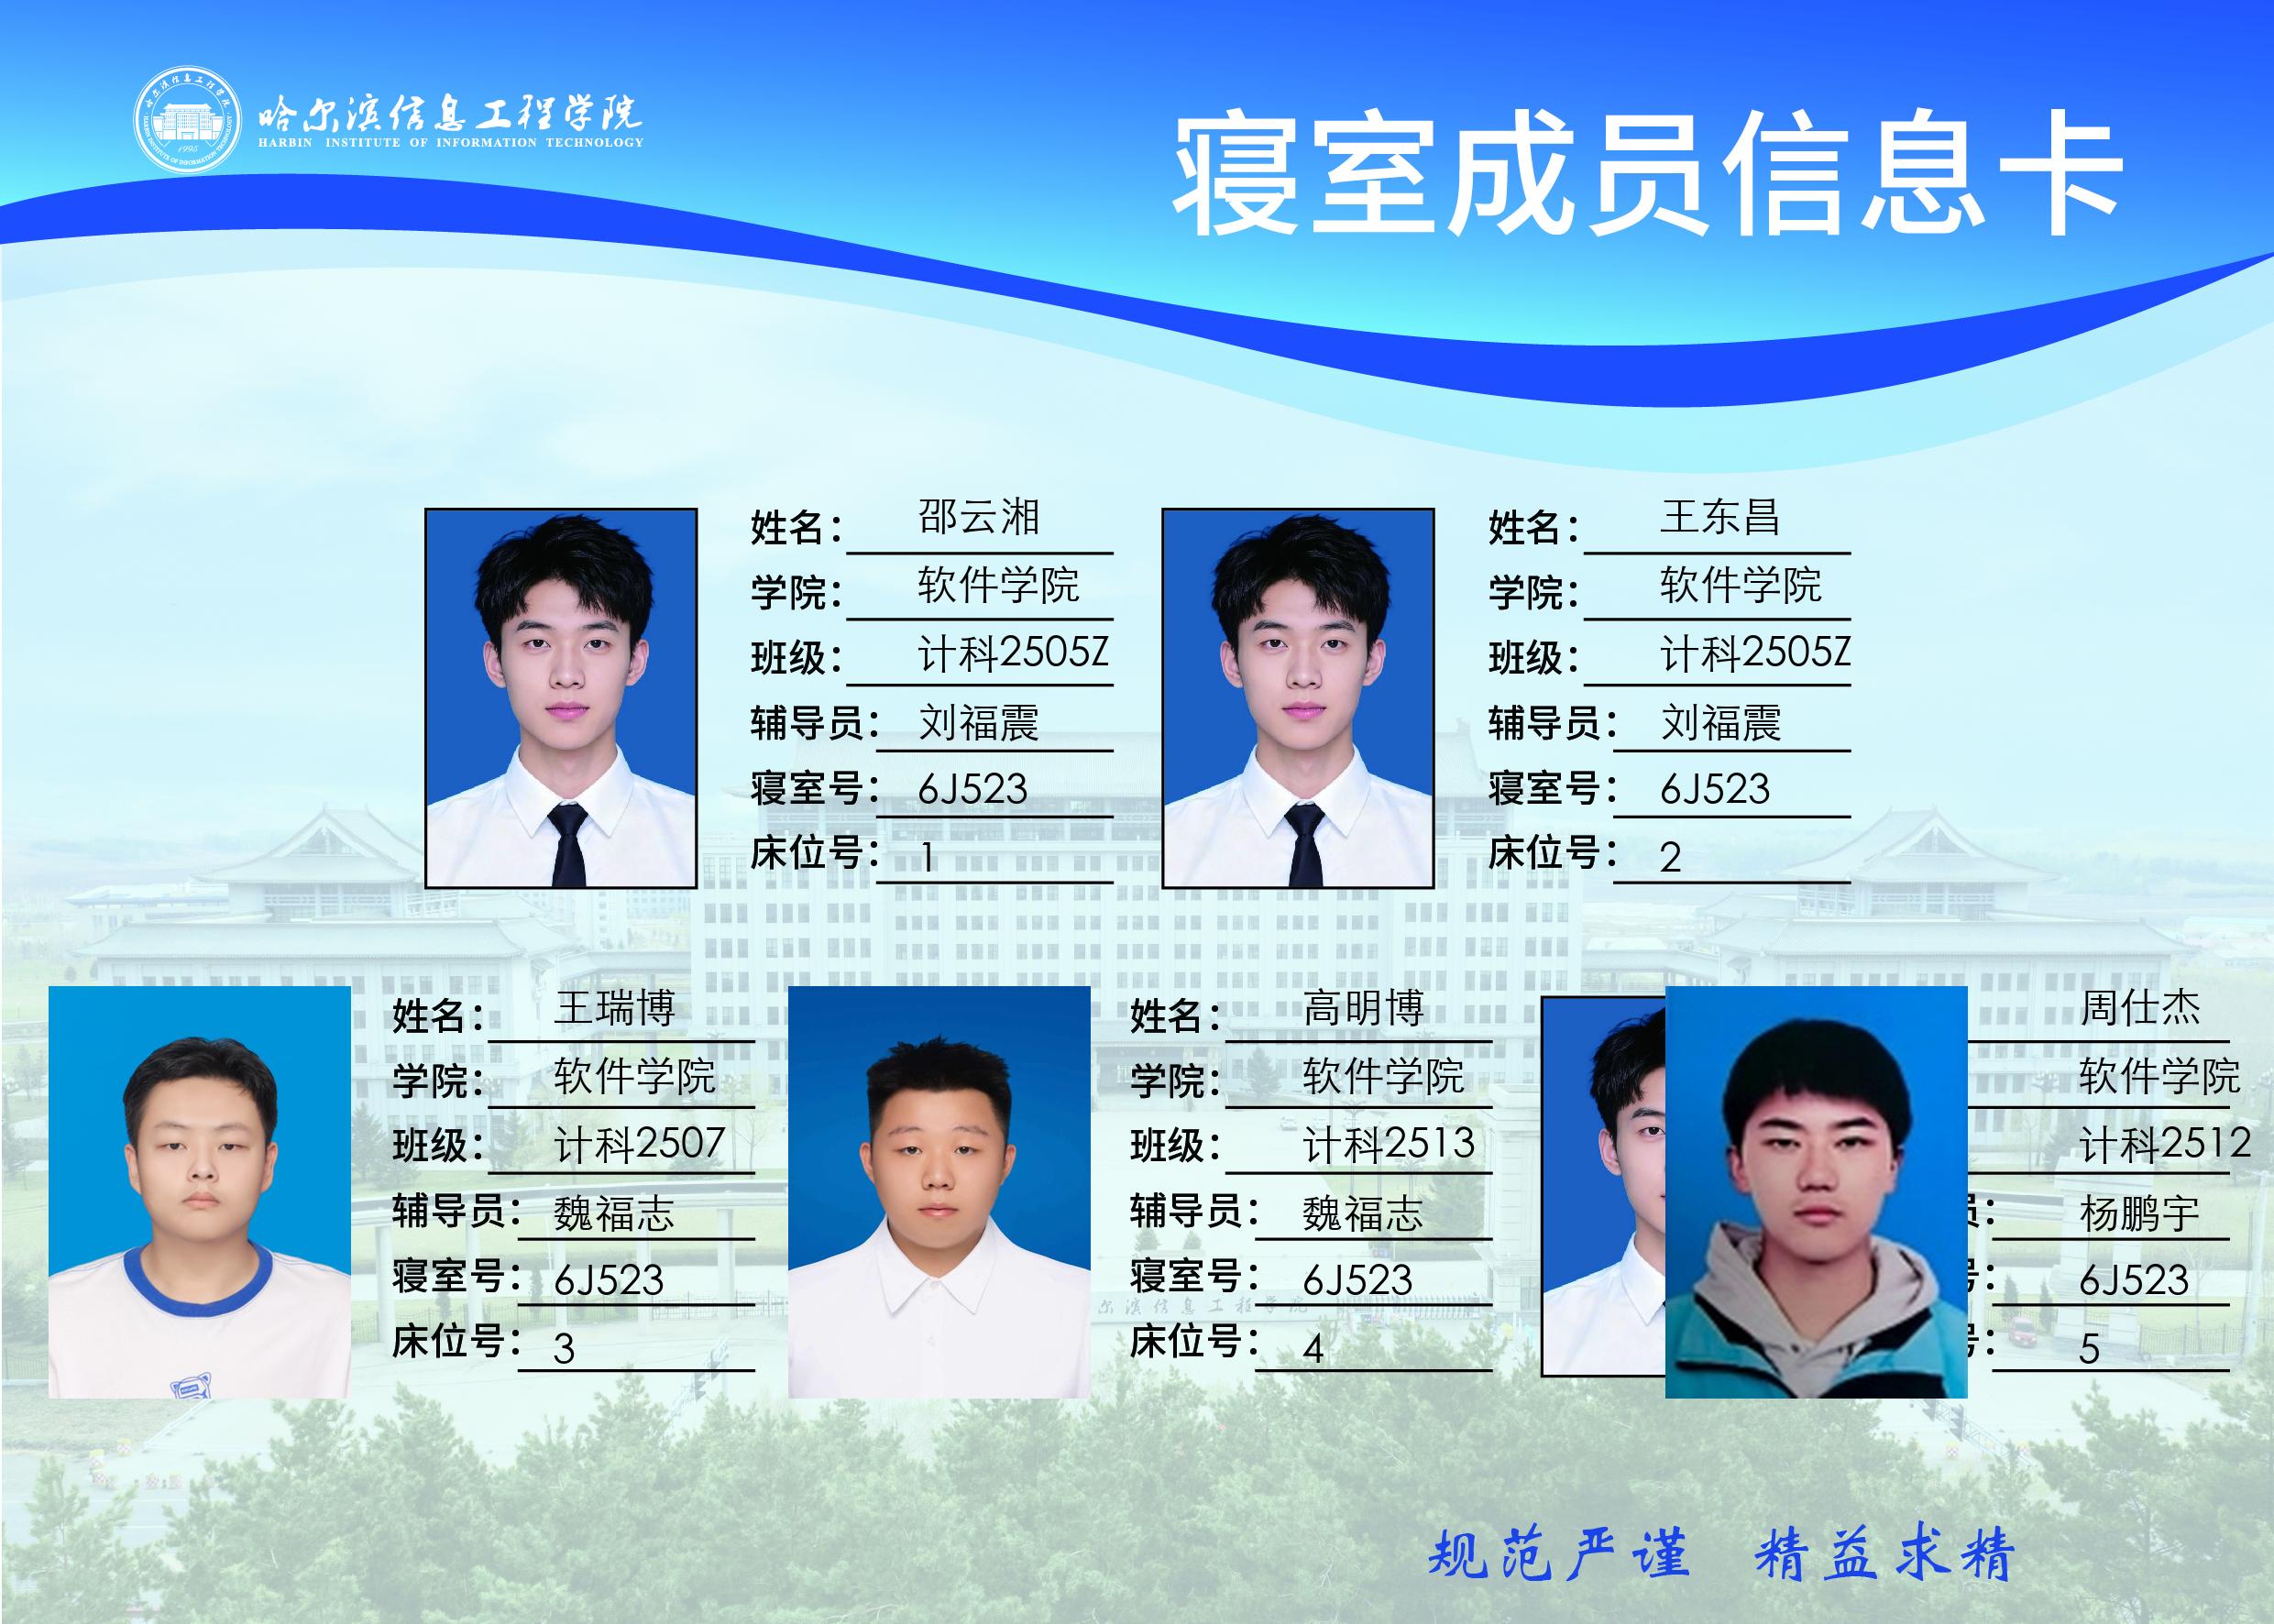 哈尔滨信息工程学院
HARBIN INSTITUTE OF INFORMATION TECHNOLOGY
1995
寝室成员信息卡
姓名: 邵云湘
学院: 软件学院
班级: 计科2505Z
辅导员: 刘福震
寝室号: 6J523
床位号: 1
姓名: 王东昌
学院: 软件学院
班级: 计科2505Z
辅导员: 刘福震
寝室号: 6J523
床位号: 2
姓名: 王瑞博
学院: 软件学院
班级: 计科2507
辅导员: 魏福志
寝室号: 6J523
床位号: 3
姓名: 高明博
学院: 软件学院
班级: 计科2513
辅导员: 魏福志
寝室号: 6J523
床位号: 4
周仕杰
软件学院
计科2512
员: 杨鹏宇
号: 6J523
号: 5
规范严谨 精益求精